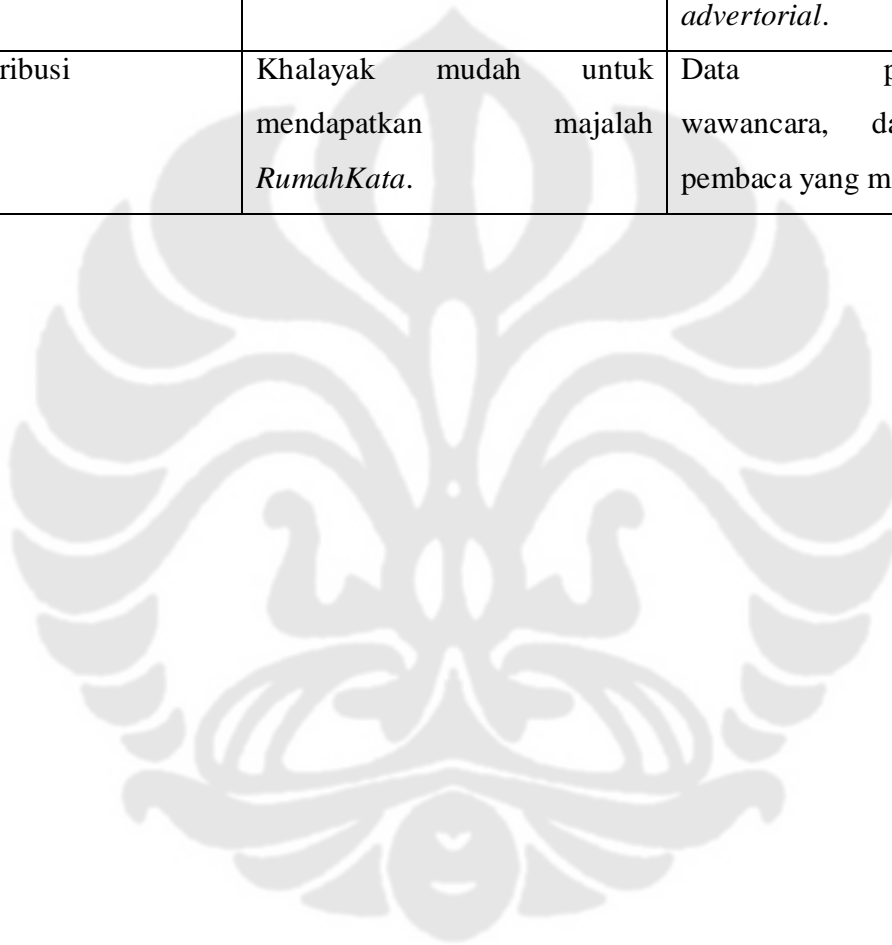 advertorial.
ribusi
Khalayak mudah untuk
mendapatkan majalah
RumahKata.
Data
wawancara,
pembaca yang